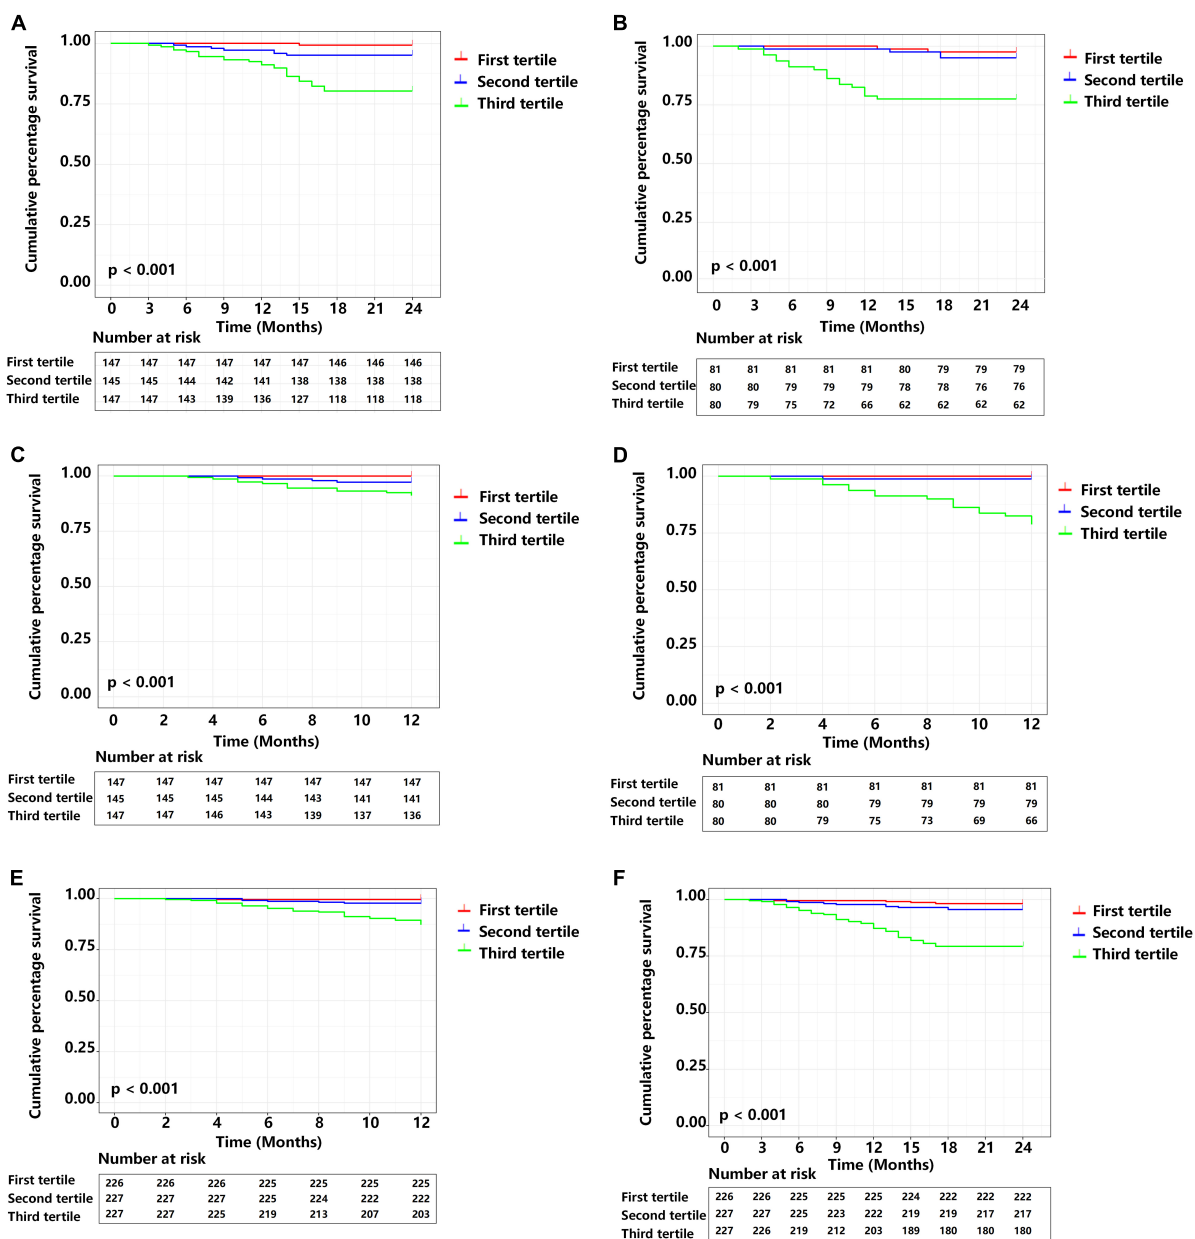 A
Cumulative percentage survival
1.00
0.75
0.50
0.25
0.00
p < 0.001
0 3 6 9 12 15 18 21 24
Time (Months)
First tertile
Second tertile
Third tertile
Number at risk
First tertile 147 147 147 147 147 147 146 146 146
Second tertile 145 145 144 142 141 138 138 138 138
Third tertile 147 147 143 139 136 127 118 118 118
B
Cumulative percentage survival
1.00
0.75
0.50
0.25
0.00
p < 0.001
0 3 6 9 12 15 18 21 24
Time (Months)
First tertile
Second tertile
Third tertile
Number at risk
First tertile 81 81 81 81 81 80 79 79 79
Second tertile 80 80 79 79 79 78 78 76 76
Third tertile 80 79 75 72 66 62 62 62 62
C
Cumulative percentage survival
1.00
0.75
0.50
0.25
0.00
p < 0.001
0 2 4 6 8 10 12
Time (Months)
First tertile
Second tertile
Third tertile
Number at risk
First tertile 147 147 147 147 147 147 147
Second tertile 145 145 145 144 143 141 141
Third tertile 147 147 146 143 139 137 136
D
Cumulative percentage survival
1.00
0.75
0.50
0.25
0.00
p < 0.001
0 2 4 6 8 10 12
Time (Months)
First tertile
Second tertile
Third tertile
Number at risk
First tertile 81 81 81 81 81 81 81
Second tertile 80 80 80 79 79 79 79
Third tertile 80 80 79 75 73 69 66
E
Cumulative percentage survival
1.00
0.75
0.50
0.25
0.00
p < 0.001
0 2 4 6 8 10 12
Time (Months)
First tertile
Second tertile
Third tertile
Number at risk
First tertile 226 226 226 225 225 225 225
Second tertile 227 227 227 225 224 222 222
Third tertile 227 227 225 219 213 207 203
F
Cumulative percentage survival
1.00
0.75
0.50
0.25
0.00
p < 0.001
0 3 6 9 12 15 18 21 24
Time (Months)
First tertile
Second tertile
Third tertile
Number at risk
First tertile 226 226 225 225 225 224 222 222 222
Second tertile 227 227 225 223 222 219 219 217 217
Third tertile 227 226 219 212 203 189 180 180 180